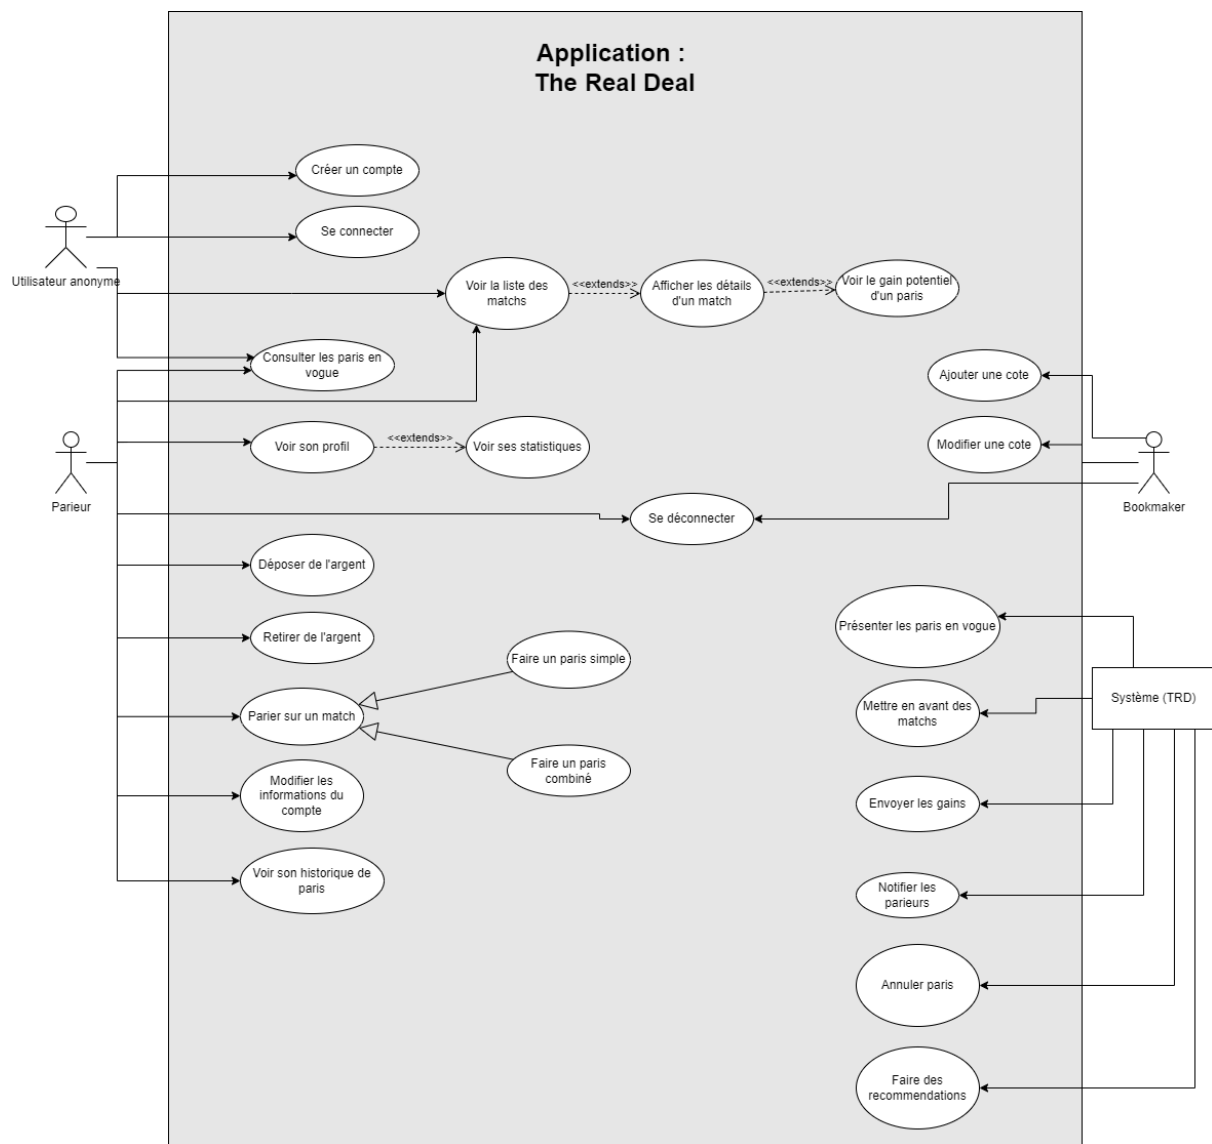 Application :
The Real Deal
Créer un compte
Se connecter
Utilisateur anonyme
Voir la liste des
matchs
<<extends>>
Afficher les détails
d'un match
<<extends>>
Voir le gain potentiel
d'un paris
Consulter les paris en
vogue
Ajouter une cote
Voir son profil
<<extends>>
Voir ses statistiques
Modifier une cote
Parieur
Bookmaker
Se déconnecter
Déposer de l'argent
Retirer de l'argent
Présenter les paris en vogue
Faire un paris simple
Parier sur un match
Faire un paris
combiné
Système (TRD)
Mettre en avant des
matchs
Modifier les
informations du
compte
Envoyer les gains
Voir son historique de
paris
Notifier les
parieurs
Annuler paris
Faire des
recommendations